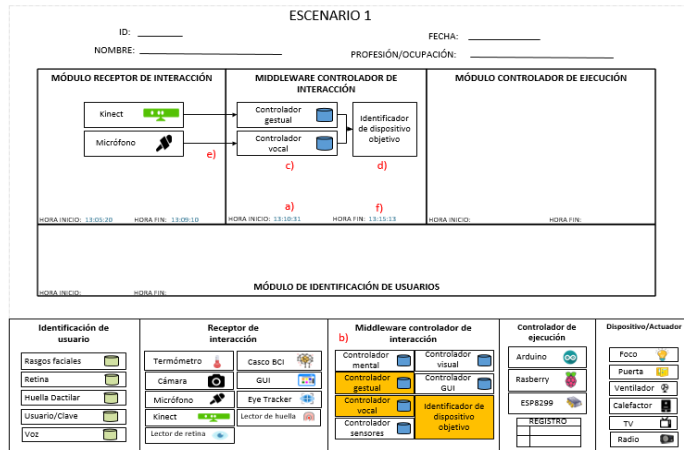 ESCENARIO 1
ID:
FECHA:
NOMBRE:
PROFESIÓN/OCUPACIÓN:
MÓDULO RECEPTOR DE INTERACCIÓN
MIDDLEWARE CONTROLADOR DE
INTERACCIÓN
MÓDULO CONTROLADOR DE EJECUCIÓN
Kinect
Micrófono
e)
Controlador
gestual
Controlador
vocal
c)
Identificador
de dispositivo
objetivo
d)
a)
f)
HORA INICIO: 13:05:20 HORA FIN: 13:09:10
HORA INICIO: 13:10:31 HORA FIN: 13:15:13
HORA INICIO: HORA FIN:
MÓDULO DE IDENTIFICACIÓN DE USUARIOS
HORA INICIO: HORA FIN:
Identificación de
usuario
Rasgos faciales
Retina
Huella Dactilar
Usuario/Clave
Voz
Receptor de
interacción
Termómetro
Casco BCI
Cámara
GUI
Micrófono
Eye Tracker
Kinect
Lector de huella
Lector de retina
b)
Middleware controlador de
interacción
Controlador
mental
Controlador
visual
Controlador
gestual
Controlador
GUI
Controlador
vocal
Identificador de
dispositivo
objetivo
Controlador
sensores
Controlador de
ejecución
Arduino
Rasberry
ESP8299
REGISTRO
Dispositivo/Actuador
Foco
Puerta
Ventilador
Calefactor
TV
Radio